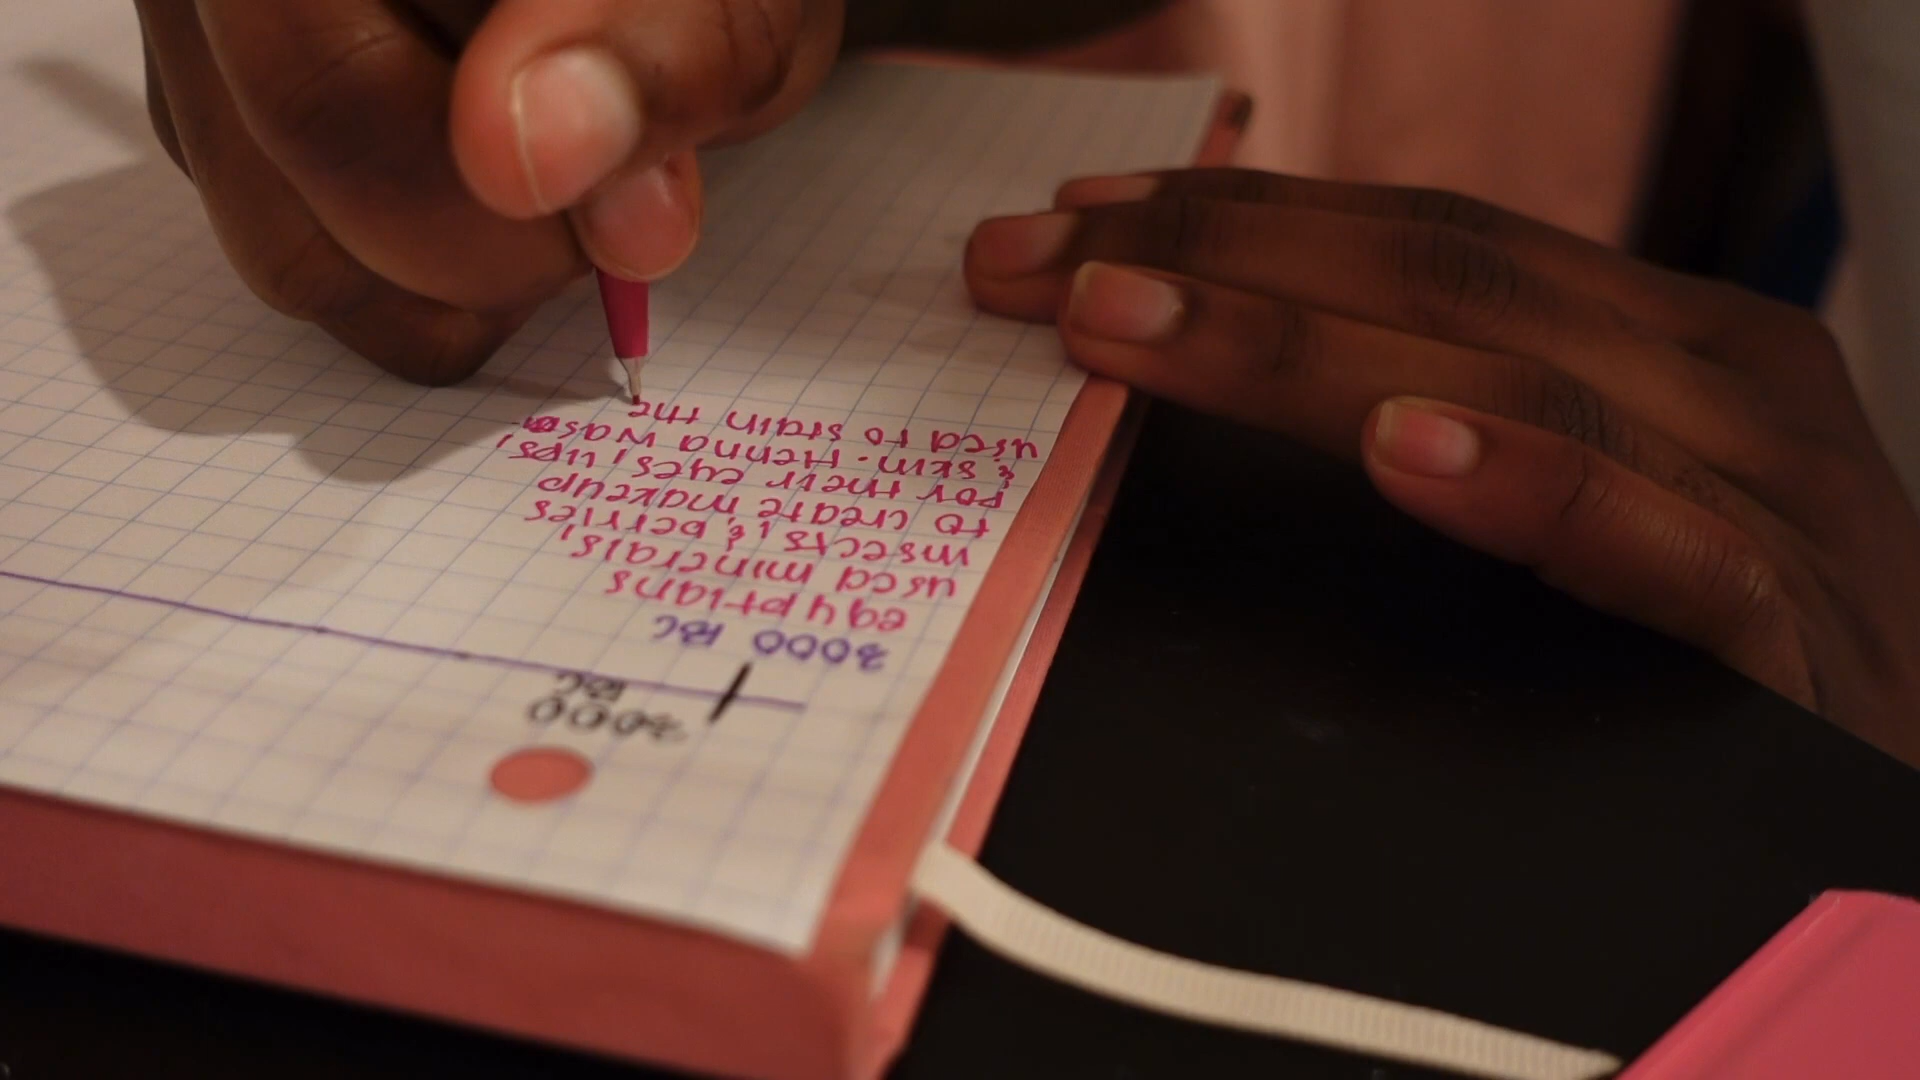 3000
BC
3000 BC
egyptians
used minerals,
insects, & berries
to create makeup
for their eyes, lips,
& skin. Henna was
used to stain the